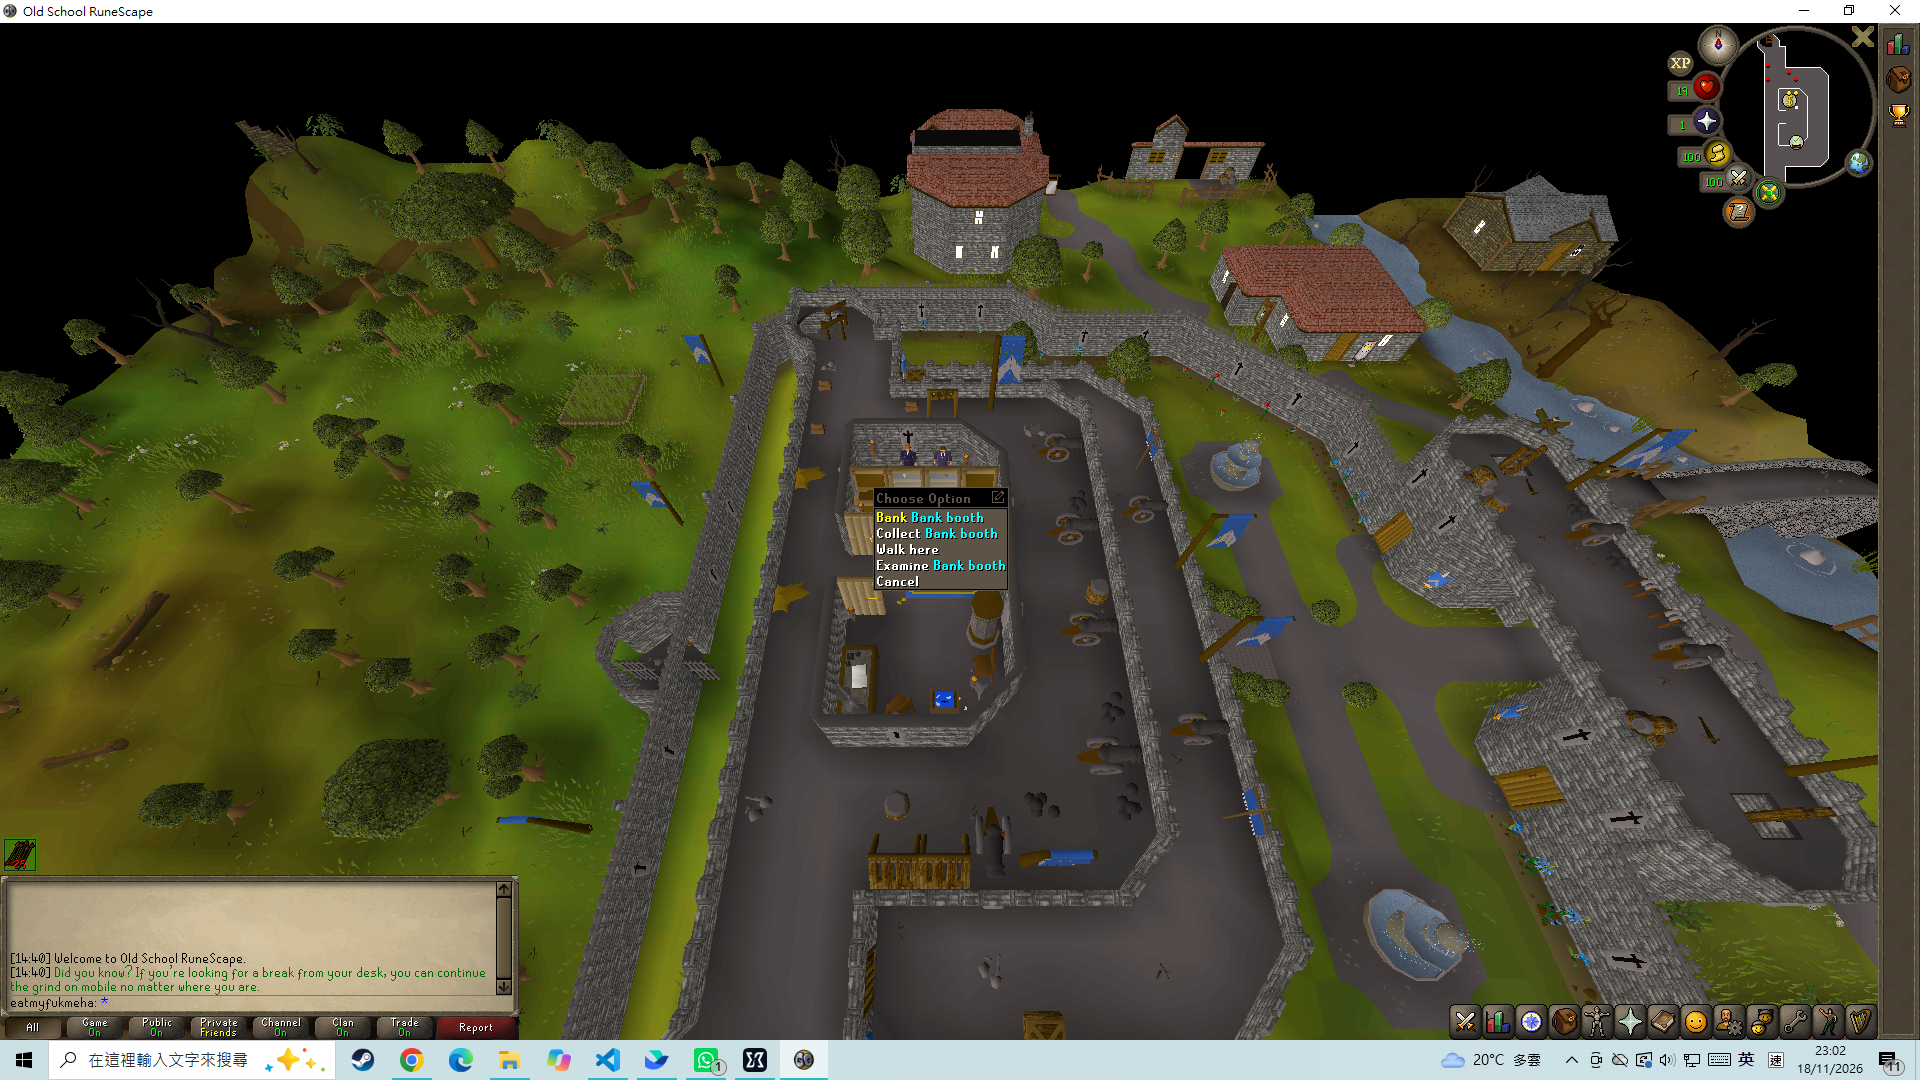 Old School RuneScape
N
XP
19
1
100
100
Choose Option
Bank Bank booth
Collect Bank booth
Walk here
Examine Bank booth
Cancel
23
[14:40] Welcome to Old School RuneScape.
[14:40] Did you know? If you're looking for a break from your desk, you can continue
the grind on mobile no matter where you are.
eatmyfukmeha: *
All
Game
On
Public
On
Private
Friends
Channel
On
Clan
On
Trade
On
Report
在這裡輸入文字來搜尋
1
20°C 多雲
英
速
23:02
18/11/2026
11